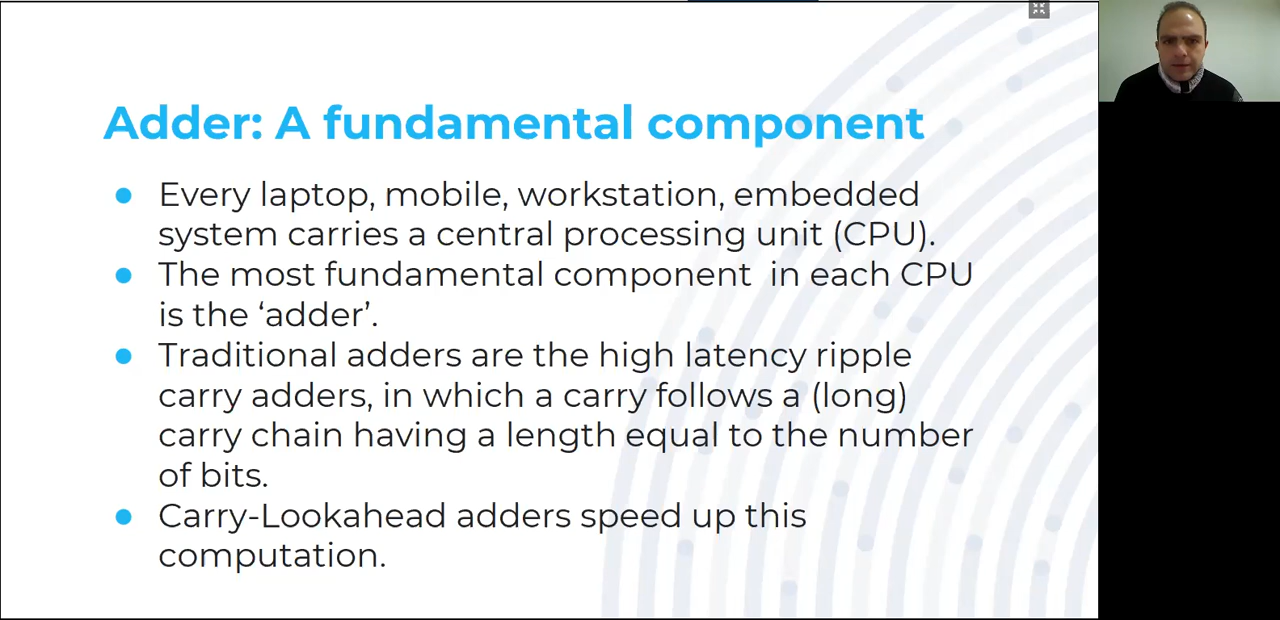 Adder: A fundamental component
● Every laptop, mobile, workstation, embedded
system carries a central processing unit (CPU).
● The most fundamental component  in each CPU
is the ‘adder’.
● Traditional adders are the high latency ripple
carry adders, in which a carry follows a (long)
carry chain having a length equal to the number
of bits.
● Carry-Lookahead adders speed up this
computation.